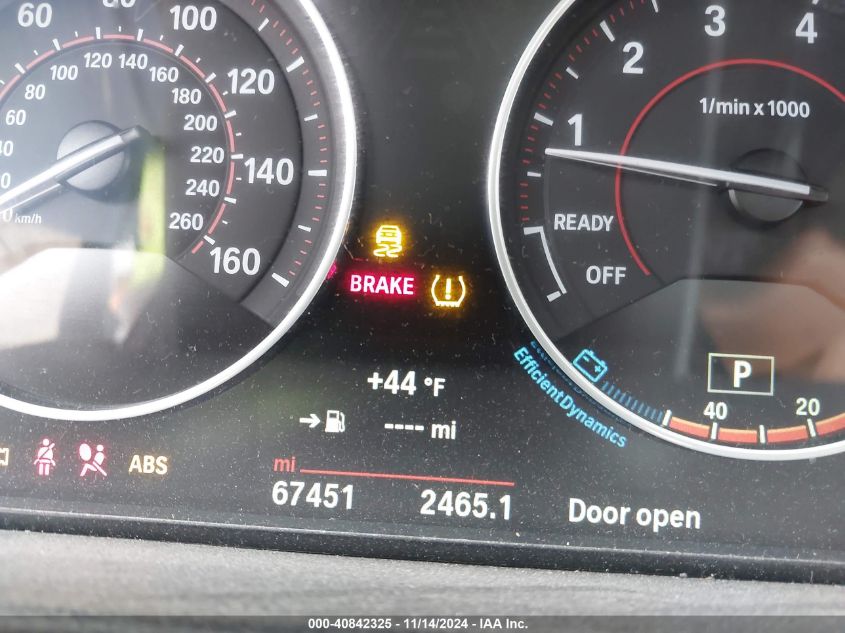 60
80
100
120
140
160
60
80
100
120
140
160
180
200
220
240
260
km/h
1
2
3
4
1/min x 1000
READY
OFF
BRAKE
+44 °F
---- mi
EfficientDynamics
P
40
20
ABS
mi
67451
2465.1
Door open
000-40842325 - 11/14/2024 - IAA Inc.